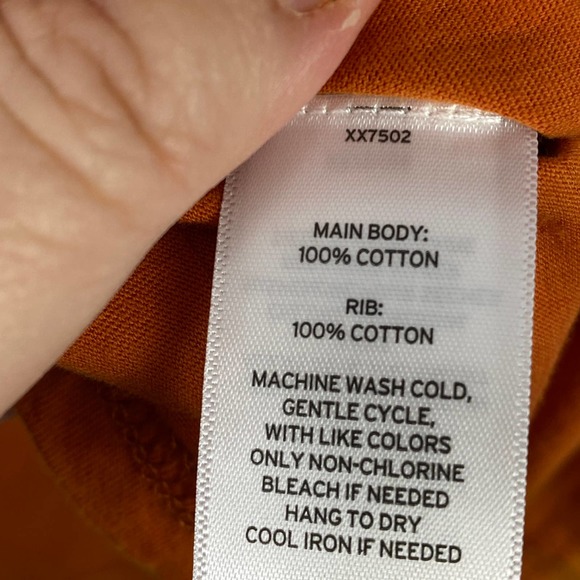 XX7502
MAIN BODY:
100% COTTON
RIB:
100% COTTON
MACHINE WASH COLD,
GENTLE CYCLE,
WITH LIKE COLORS
ONLY NON-CHLORINE
BLEACH IF NEEDED
HANG TO DRY
COOL IRON IF NEEDED